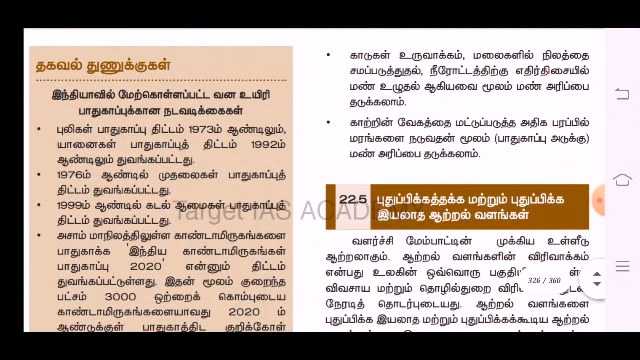 தகவல் துணுக்குகள்
இந்தியாவில் மேற்கொள்ளப்பட்ட வன உயிரி
பாதுகாப்புக்கான நடவடிக்கைகள்
• புலிகள் பாதுகாப்பு திட்டம் 1973ம் ஆண்டிலும்,
யானைகள் பாதுகாப்புத் திட்டம் 1992ம்
ஆண்டிலும் துவங்கப்பட்டது.
• 1976ம் ஆண்டில் முதலைகள் பாதுகாப்புத்
திட்டம் துவங்கப்பட்டது.
• 1999ம் ஆண்டில் கடல் ஆமைகள் பாதுகாப்புத்
திட்டம் துவங்கப்பட்டது.
• அசாம் மாநிலத்திலுள்ள காண்டாமிருகங்களை
பாதுகாக்க 'இந்திய காண்டாமிருகங்கள்
பாதுகாப்பு 2020' என்னும் திட்டம்
துவங்கப்பட்டுள்ளது. இதன் மூலம் குறைந்த
பட்சம் 3000 ஒற்றைக் கொம்புடைய
காண்டாமிருகங்களையாவது 2020 ம்
ஆண்டுக்குள் பாதுகாத்திட குறிக்கோள்
• காடுகள் உருவாக்கம், மலைகளில் நிலத்தை
சமப்படுத்துதல், நீரோட்டத்திற்கு எதிர்திசையில்
மண் உழுதல் ஆகியவை மூலம் மண் அரிப்பை
தடுக்கலாம்.
• காற்றின் வேகத்தை மட்டுப்படுத்த அதிக பரப்பில்
மரங்களை நடுவதன் மூலம் (பாதுகாப்பு அடுக்கு)
மண் அரிப்பை தடுக்கலாம்.
22.5 புதுப்பிக்கத்தக்க மற்றும் புதுப்பிக்க
இயலாத ஆற்றல் வளங்கள்
Target IAS ACADEMY
வளர்ச்சி மேம்பாட்டின் முக்கிய உள்ளீடு
ஆற்றலாகும். ஆற்றல் வளங்களின் விரிவாக்கம்
என்பது உலகின் ஒவ்வொரு
326 / 360
விவசாய மற்றும் தொழில்துறை
நேரடித் தொடர்புடையது. ஆற்றல் வளங்களை
புதுப்பிக்க இயலாத மற்றும் புதுப்பிக்கக்கூடிய ஆற்றல்